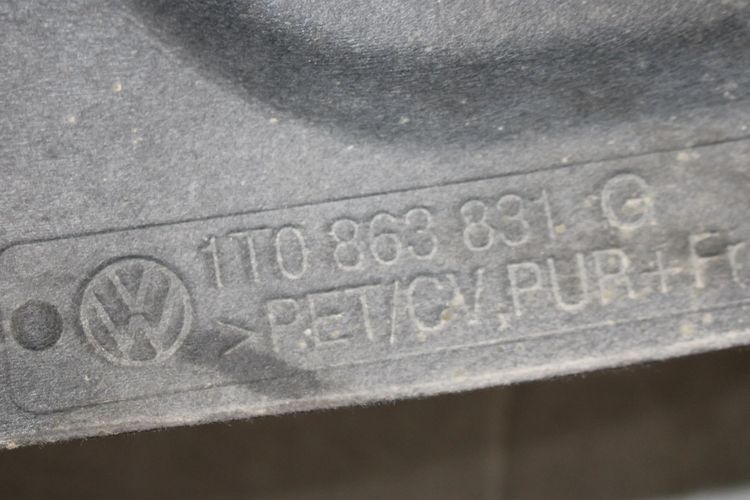 1T0 863 831 G
>PET/CV,PUR+F